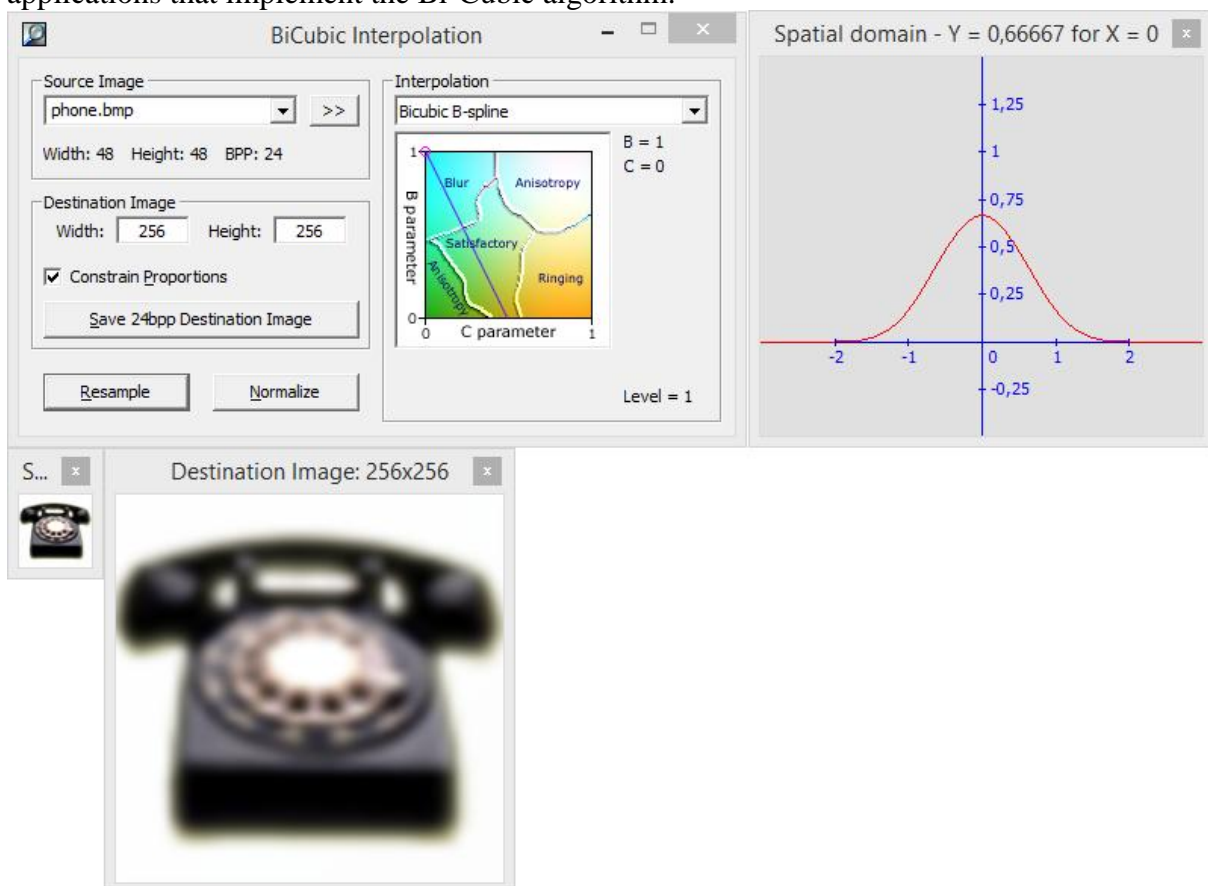 applications that implement the Bi-Cubic algorithm.
BiCubic Interpolation
Source Image
phone.bmp
>>
Width: 48 Height: 48 BPP: 24
Destination Image
Width: 256 Height: 256
Constrain Proportions
Save 24bpp Destination Image
Resample
Normalize
Interpolation
Bicubic B-spline
B = 1
C = 0
1
B parameter
0
0
C parameter
1
Blur
Anisotropy
Satisfactory
Anisotropy
Ringing
Level = 1
Spatial domain - Y = 0,66667 for X = 0
1,25
1
0,75
0,5
0,25
-2 -1 0 1 2
-0,25
S...
Destination Image: 256x256